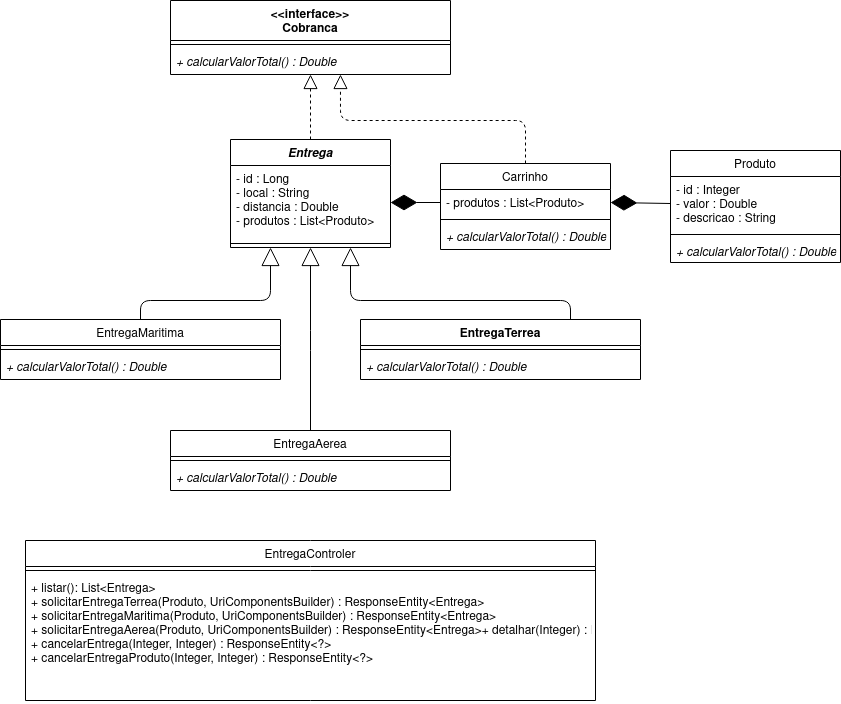 <<interface>>
Cobranca
+ calcularValorTotal() : Double
Entrega
- id : Long
- local : String
- distancia : Double
- produtos : List<Produto>
Carrinho
- produtos : List<Produto>
+ calcularValorTotal() : Double
Produto
- id : Integer
- valor : Double
- descricao : String
+ calcularValorTotal() : Double
EntregaMaritima
+ calcularValorTotal() : Double
EntregaTerrea
+ calcularValorTotal() : Double
EntregaAerea
+ calcularValorTotal() : Double
EntregaControler
+ listar(): List<Entrega>
+ solicitarEntregaTerrea(Produto, UriComponentsBuilder) : ResponseEntity<Entrega>
+ solicitarEntregaMaritima(Produto, UriComponentsBuilder) : ResponseEntity<Entrega>
+ solicitarEntregaAerea(Produto, UriComponentsBuilder) : ResponseEntity<Entrega>+ detalhar(Integer) :
+ cancelarEntrega(Integer, Integer) : ResponseEntity<?>
+ cancelarEntregaProduto(Integer, Integer) : ResponseEntity<?>